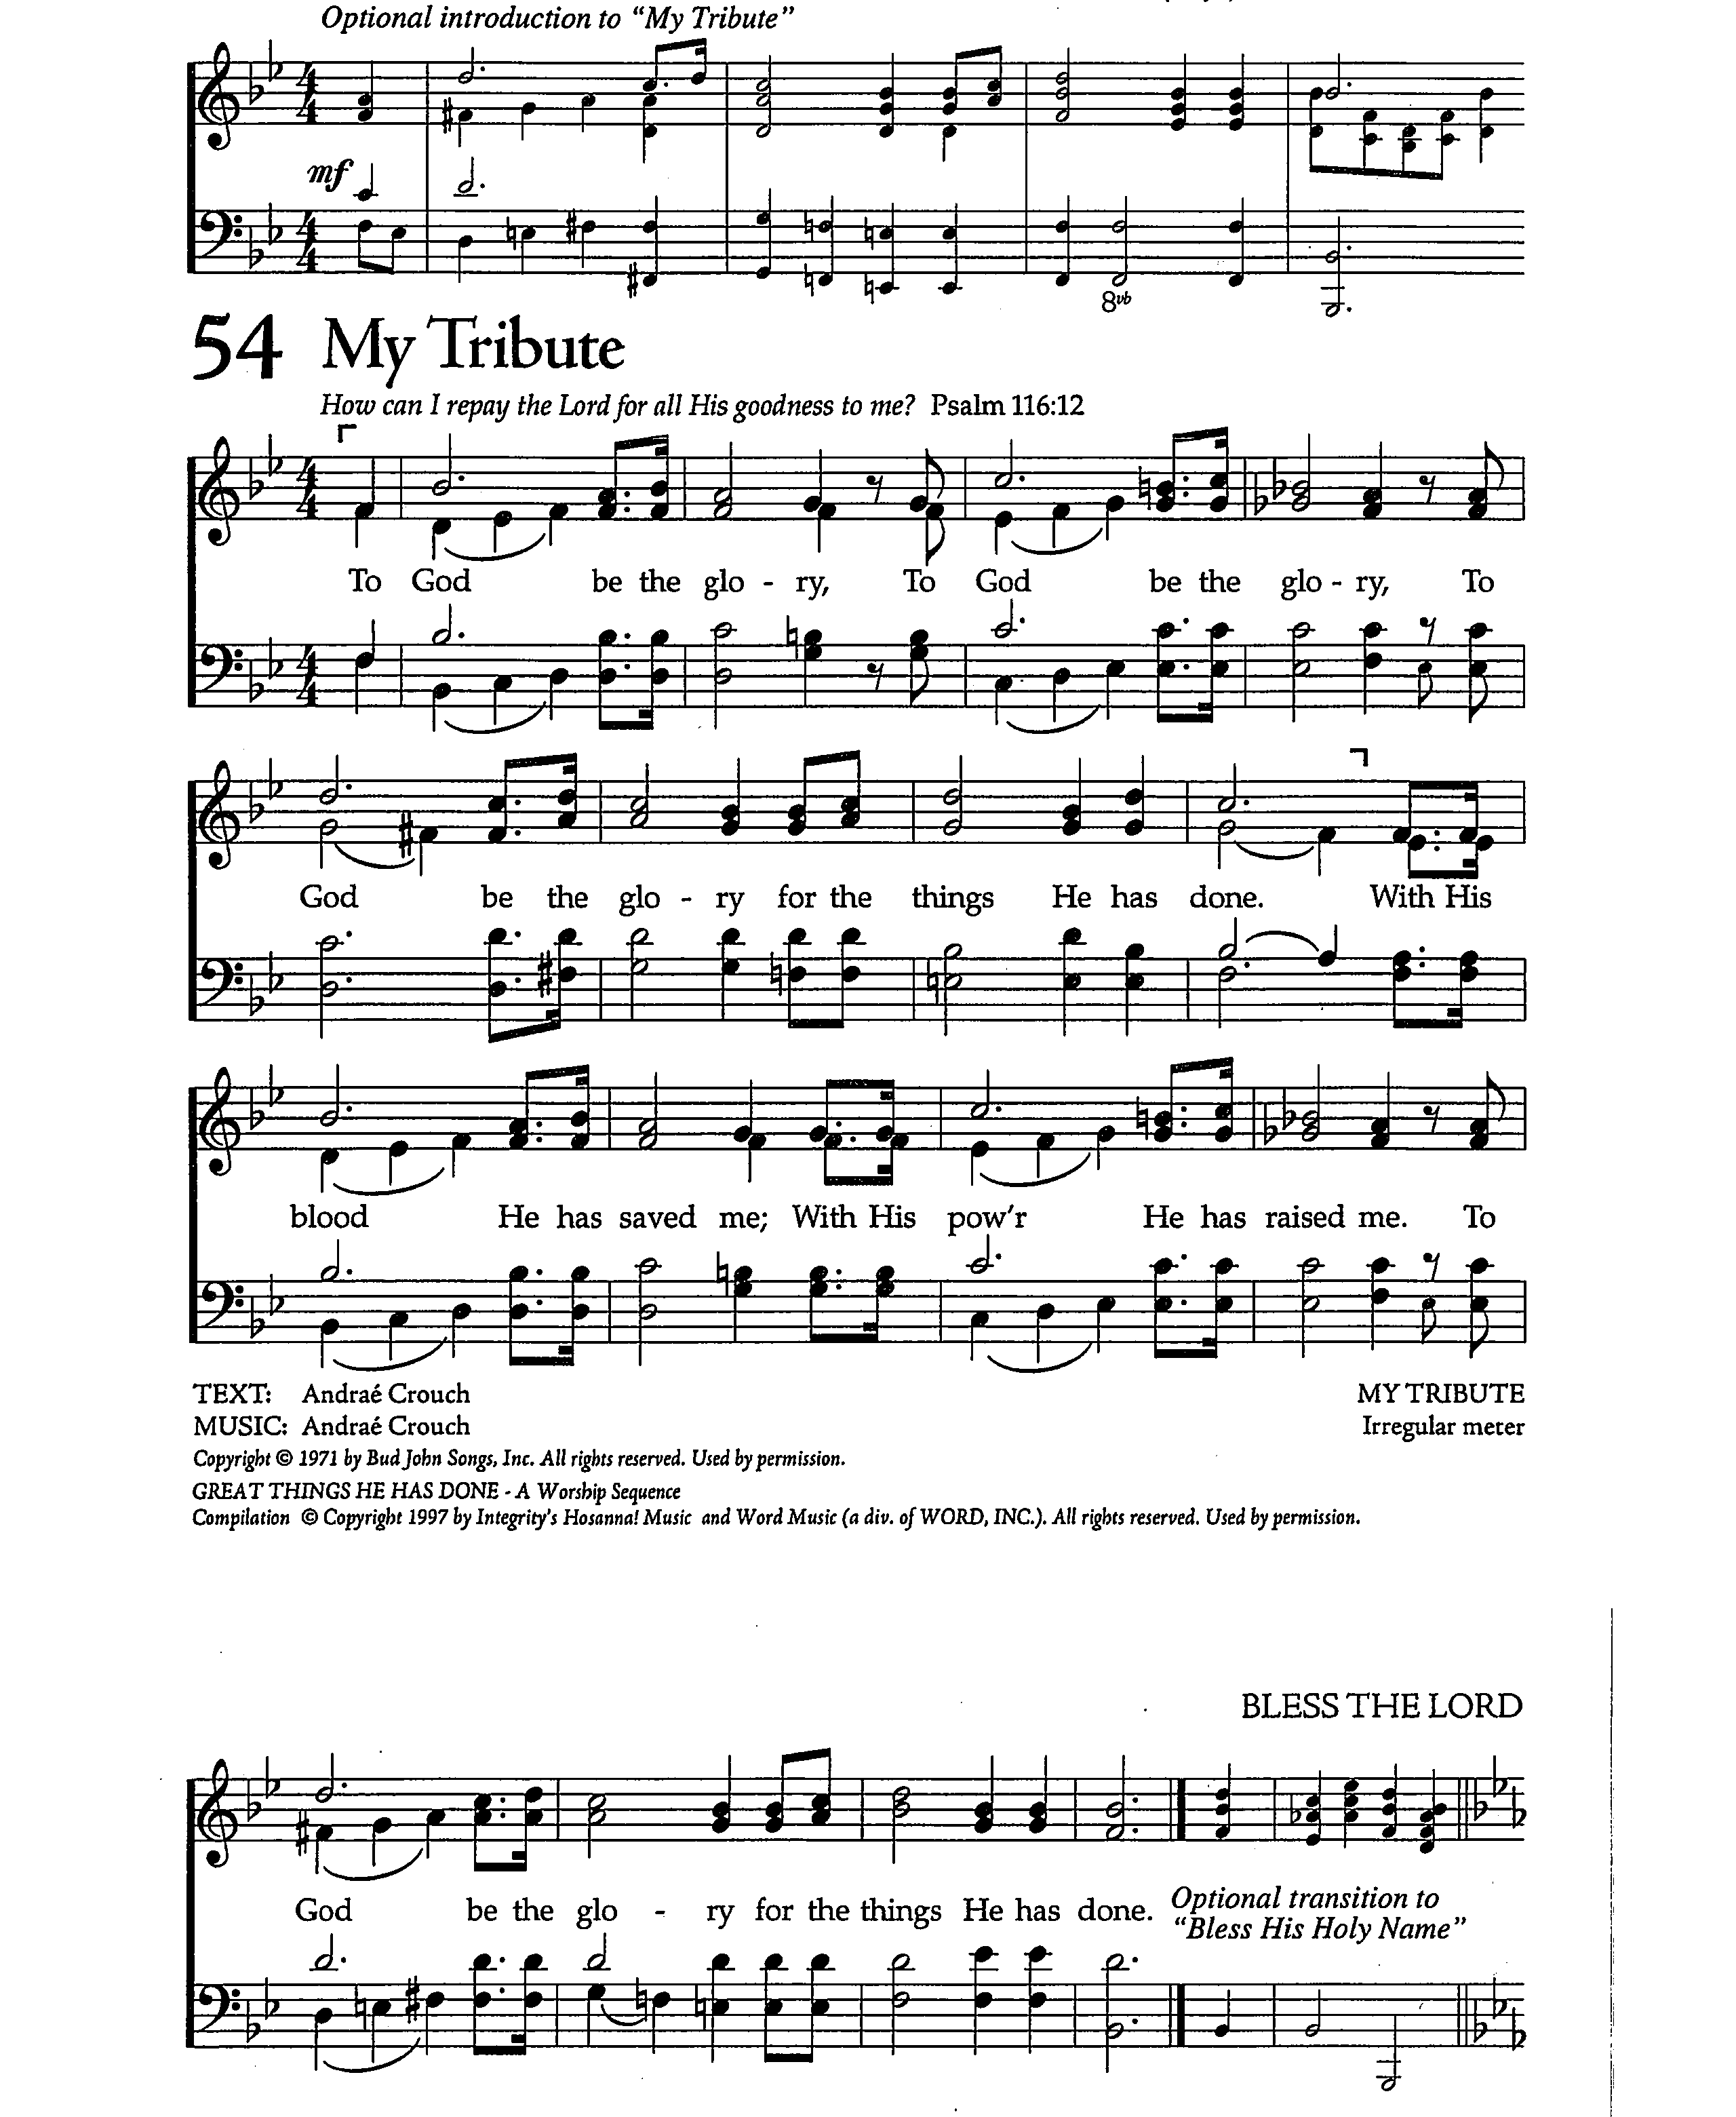 Optional introduction to “My Tribute”
mf
8vb
54 My Tribute
How can I repay the Lord for all His goodness to me? Psalm 116:12
To God be the glo - ry, To God be the glo - ry, To
God be the glo - ry for the things He has done. With His
blood He has saved me; With His pow’r He has raised me. To
TEXT: Andraé Crouch MY TRIBUTE
MUSIC: Andraé Crouch Irregular meter
Copyright © 1971 by Bud John Songs, Inc. All rights reserved. Used by permission.
GREAT THINGS HE HAS DONE - A Worship Sequence
Compilation © Copyright 1997 by Integrity’s Hosanna! Music and Word Music (a div. of WORD, INC.). All rights reserved. Used by permission.
BLESS THE LORD
God be the glo - ry for the things He has done.
Optional transition to
“Bless His Holy Name”